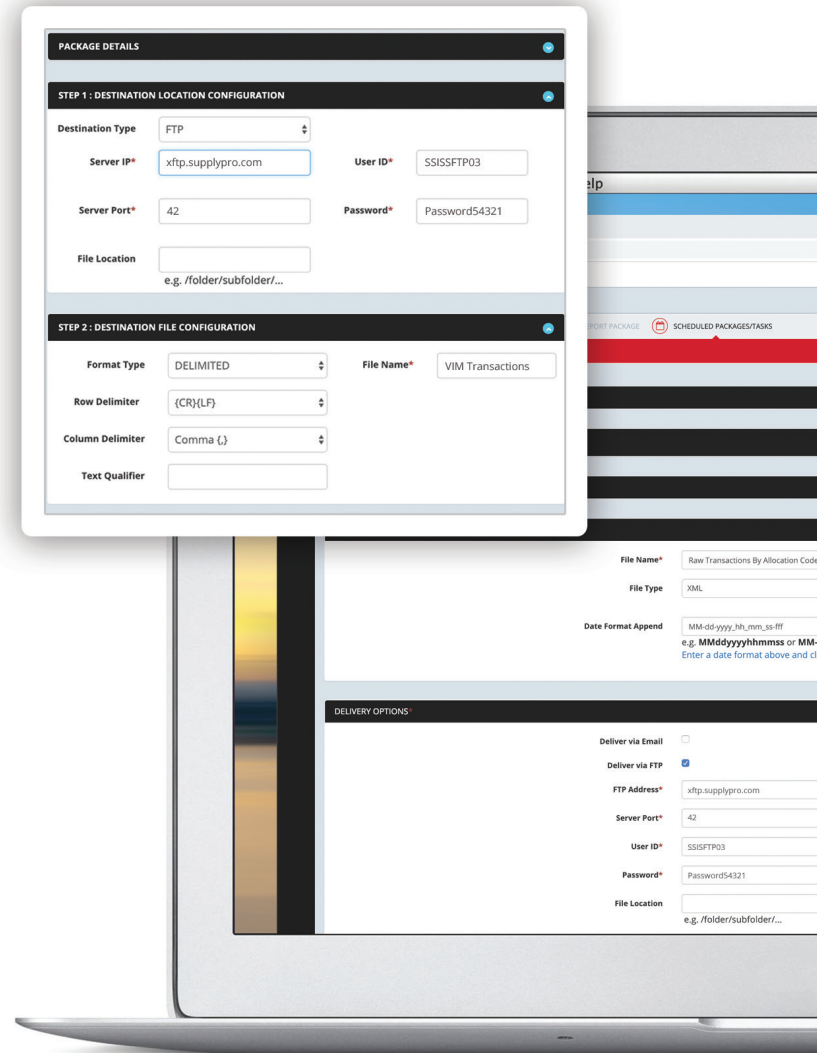 PACKAGE DETAILS
STEP 1 : DESTINATION LOCATION CONFIGURATION
Destination Type FTP
Server IP* xftp.supplypro.com User ID* SSISSFTP03
Server Port* 42 Password* Password54321
File Location
e.g. /folder/subfolder/...
STEP 2 : DESTINATION FILE CONFIGURATION
Format Type DELIMITED File Name* VIM Transactions
Row Delimiter {CR}{LF}
Column Delimiter Comma {,}
Text Qualifier
elp
PORT PACKAGE SCHEDULED PACKAGES/TASKS
File Name* Raw Transactions By Allocation Code
File Type XML
Date Format Append MM-dd-yyyy_hh_mm_ss-fff
e.g. MMddyyyyhhmmss or MM-
Enter a date format above and cl
DELIVERY OPTIONS*
Deliver via Email
Deliver via FTP
FTP Address* xftp.supplypro.com
Server Port* 42
User ID* SSISFTP03
Password* Password54321
File Location
e.g. /folder/subfolder/...